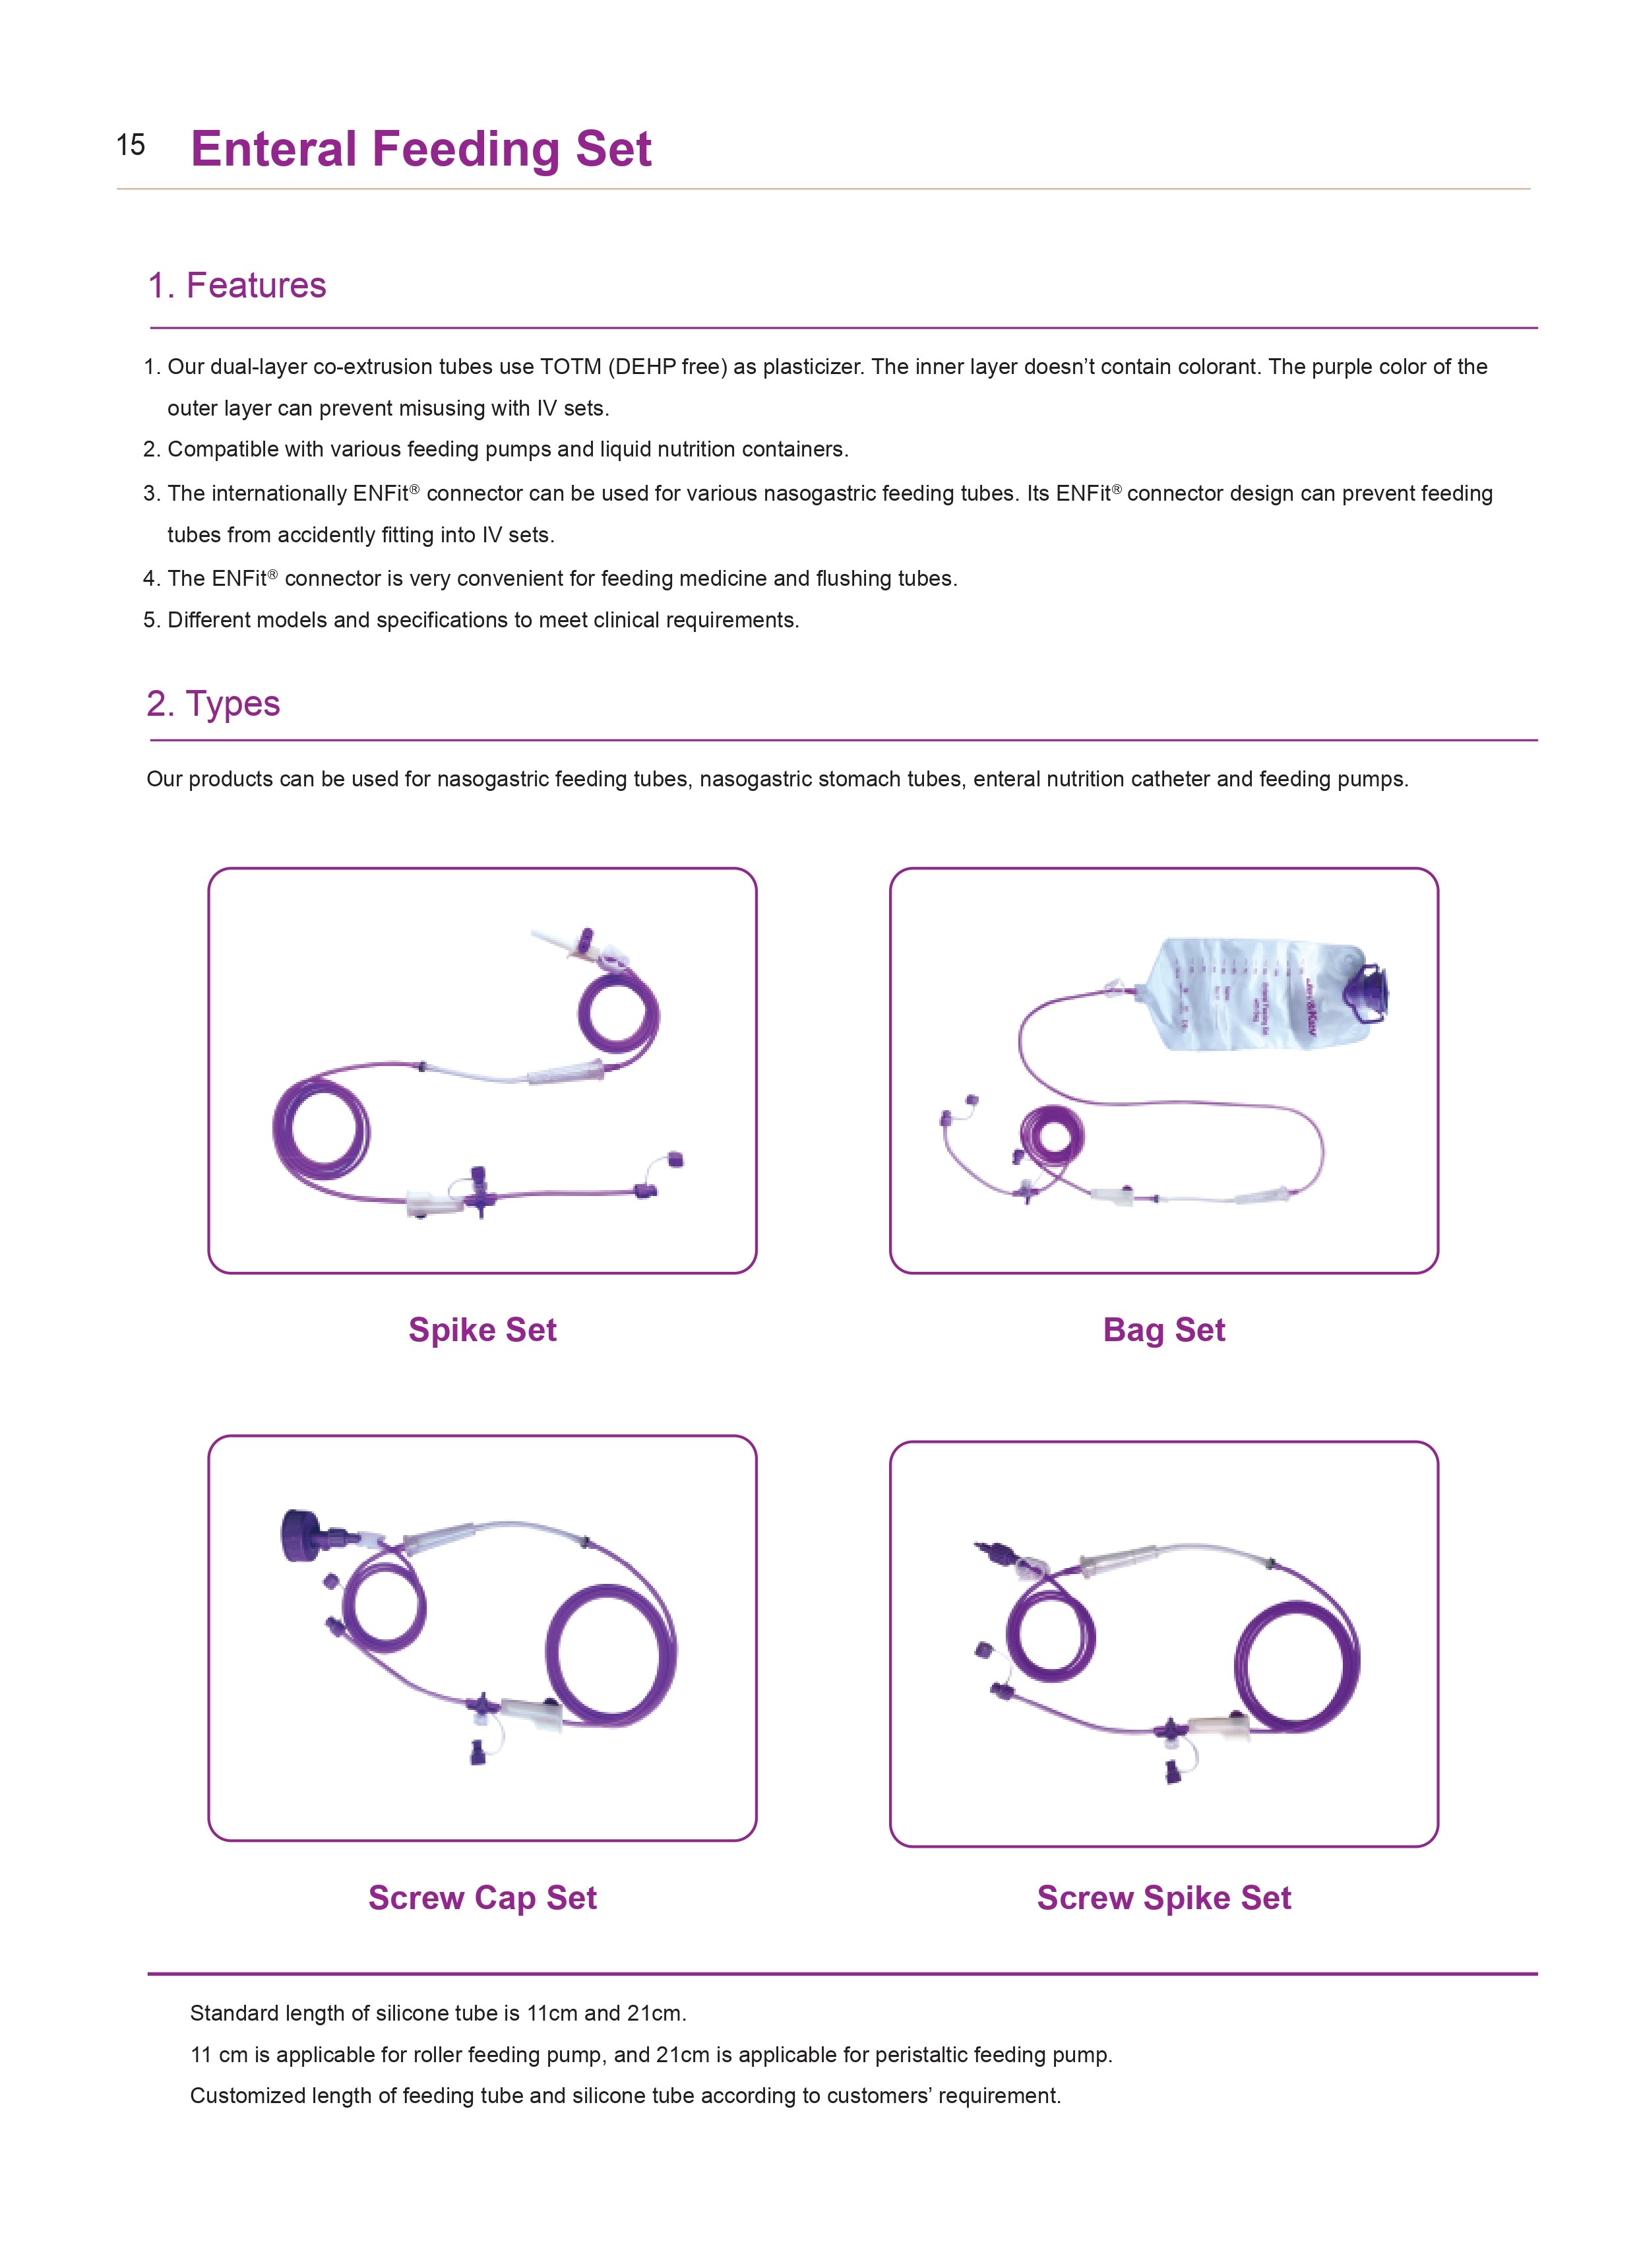 15 Enteral Feeding Set
1. Features
1. Our dual-layer co-extrusion tubes use TOTM (DEHP free) as plasticizer. The inner layer doesn’t contain colorant. The purple color of the
outer layer can prevent misusing with IV sets.
2. Compatible with various feeding pumps and liquid nutrition containers.
3. The internationally ENFit® connector can be used for various nasogastric feeding tubes. Its ENFit® connector design can prevent feeding
tubes from accidently fitting into IV sets.
4. The ENFit® connector is very convenient for feeding medicine and flushing tubes.
5. Different models and specifications to meet clinical requirements.
2. Types
Our products can be used for nasogastric feeding tubes, nasogastric stomach tubes, enteral nutrition catheter and feeding pumps.
Enteral Feeding Set
Spike Set
Bag Set
Screw Cap Set
Screw Spike Set
Standard length of silicone tube is 11cm and 21cm.
11 cm is applicable for roller feeding pump, and 21cm is applicable for peristaltic feeding pump.
Customized length of feeding tube and silicone tube according to customers’ requirement.